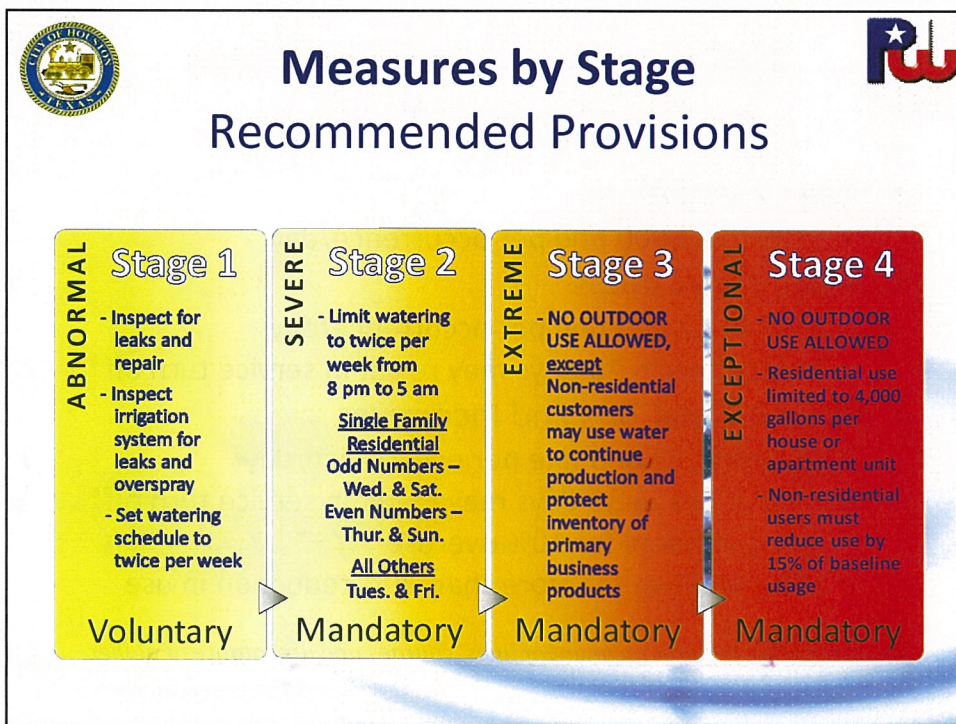 CITY OF HOUSTON
TEXAS
PW
Measures by Stage
Recommended Provisions
ABNORMAL
Stage 1
- Inspect for
leaks and
repair
- Inspect
irrigation
system for
leaks and
overspray
- Set watering
schedule to
twice per week
Voluntary
SEVERE
Stage 2
- Limit watering
to twice per
week from
8 pm to 5 am
Single Family
Residential
Odd Numbers –
Wed. & Sat.
Even Numbers –
Thur. & Sun.
All Others
Tues. & Fri.
Mandatory
EXTREME
Stage 3
- NO OUTDOOR
USE ALLOWED,
except
Non-residential
customers
may use water
to continue
production and
protect
inventory of
primary
business
products
Mandatory
EXCEPTIONAL
Stage 4
- NO OUTDOOR
USE ALLOWED
- Residential use
limited to 4,000
gallons per
house or
apartment unit
- Non-residential
users must
reduce use by
15% of baseline
usage
Mandatory